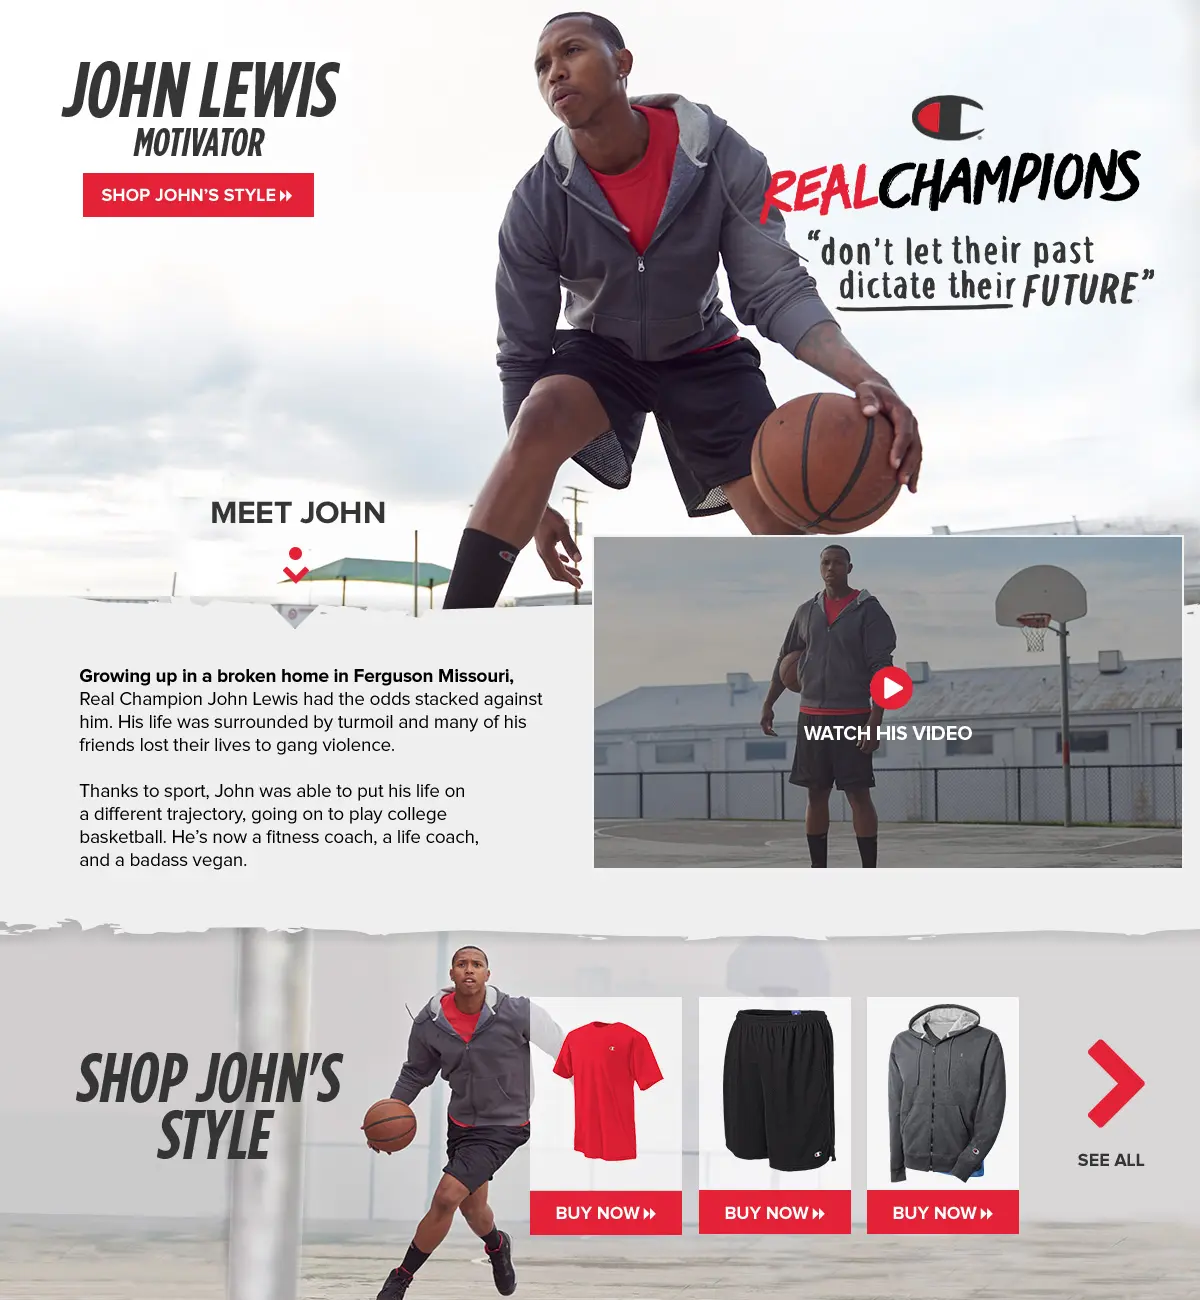 JOHN LEWIS
MOTIVATOR
SHOP JOHN'S STYLE
REALCHAMPIONS
“don't let their past
dictate their FUTURE”
MEET JOHN
Growing up in a broken home in Ferguson Missouri,
Real Champion John Lewis had the odds stacked against
him. His life was surrounded by turmoil and many of his
friends lost their lives to gang violence.
Thanks to sport, John was able to put his life on
a different trajectory, going on to play college
basketball. He's now a fitness coach, a life coach,
and a badass vegan.
WATCH HIS VIDEO
SHOP JOHN'S
STYLE
BUY NOW
BUY NOW
BUY NOW
SEE ALL